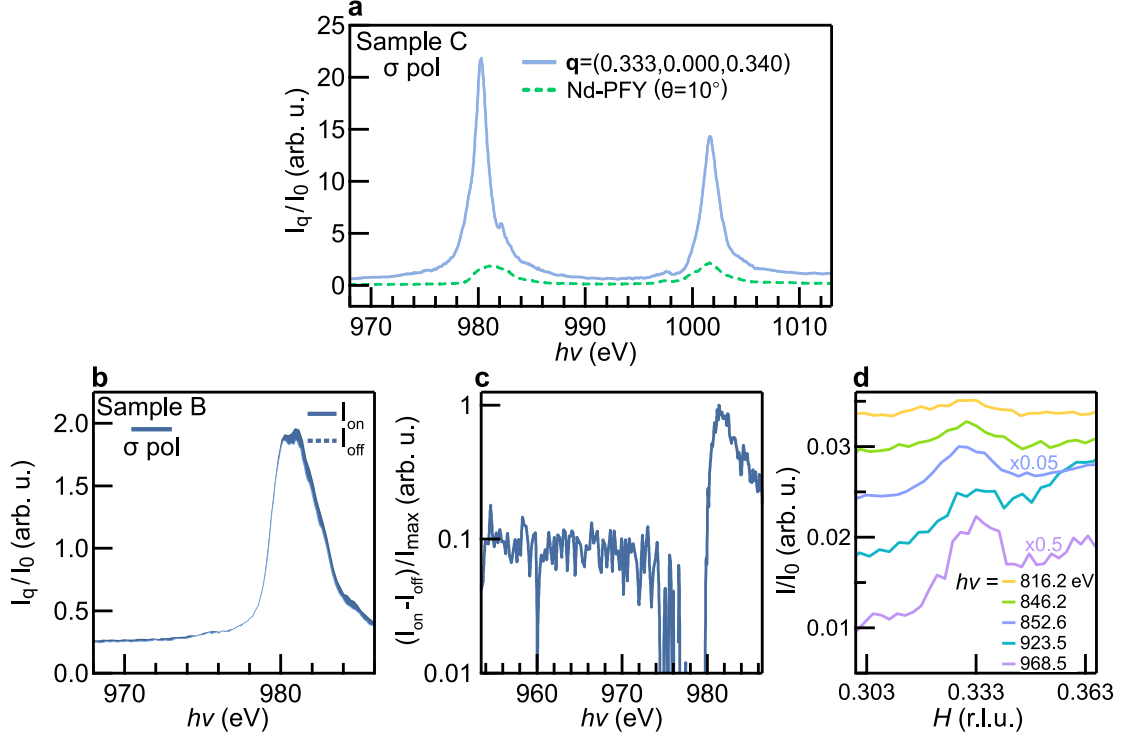 a
Sample C
σ pol
q=(0.333,0.000,0.340)
Nd-PFY (θ=10°)
I_q/I_0 (arb. u.)
25
20
15
10
5
0
970 980 990 1000 1010
hν (eV)
b
Sample B
σ pol
I_on
I_off
I_q/I_0 (arb. u.)
2.0
1.5
1.0
0.5
0.0
970 980
hν (eV)
c
(I_on-I_off)/I_max (arb. u.)
1
0.1
0.01
960 970 980
hν (eV)
d
I/I_0 (arb. u.)
0.03
0.02
0.01
x0.05
x0.5
hν = 816.2 eV
846.2
852.6
923.5
968.5
0.303 0.333 0.363
H (r.l.u.)